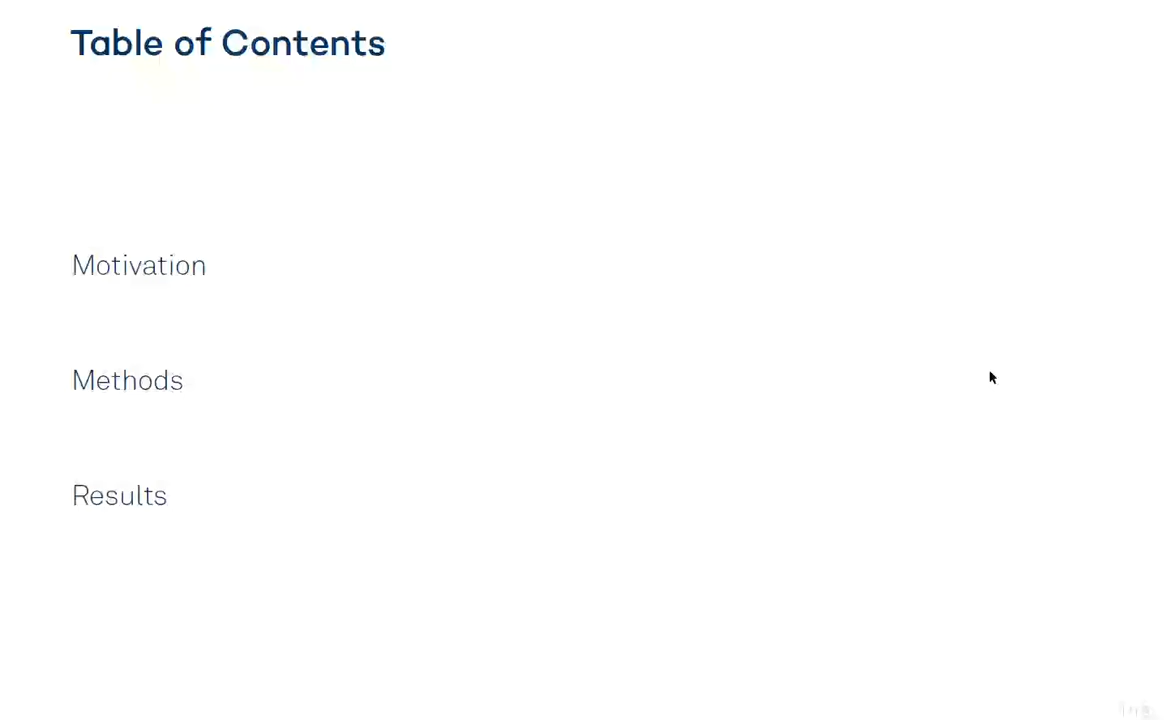 Table of Contents
Motivation
Methods
Results